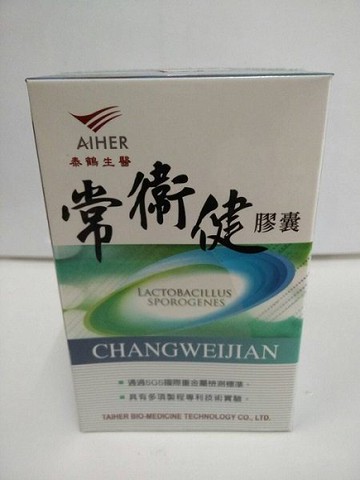 AIHER
泰鶴生醫
常衛健膠囊
LACTOBACILLUS
SPOROGENES
CHANGWEIJIAN
通過SGS國際重金屬檢測標準。
具有多項製程專利技術實驗。
TAIHER BIO-MEDICINE TECHNOLOGY CO., LTD.